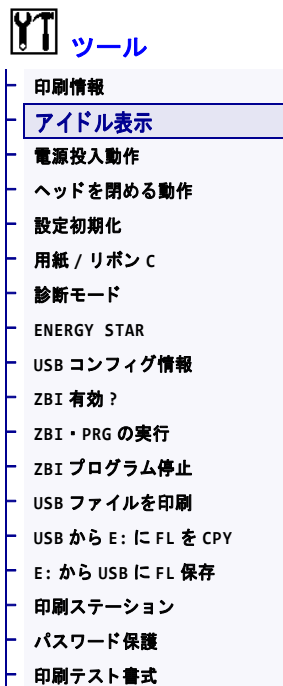 ツール
印刷情報
アイドル表示
電源投入動作
ヘッドを閉める動作
設定初期化
用紙 / リボン C
診断モード
ENERGY STAR
USB コンフィグ情報
ZBI 有効 ?
ZBI・PRG の実行
ZBI プログラム停止
USB ファイルを印刷
USB から E: に FL を CPY
E: から USB に FL 保存
印刷ステーション
パスワード保護
印刷テスト書式